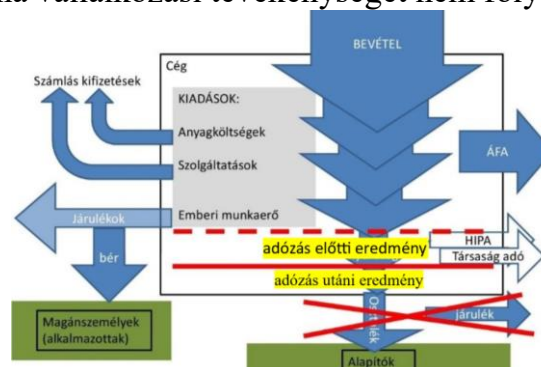 vállalkozási tevékenységet nem foly
BEVÉTEL
Cég
Számlás kifizetések
KIADÁSOK:
Anyagköltségek
Szolgáltatások
ÁFA
Emberi munkaerő
Járulékok
HIPA
adózás előtti eredmény
Társaság adó
bér
adózás utáni eredmény
járulék
Magánszemélyek
(alkalmazottak)
Alapítók